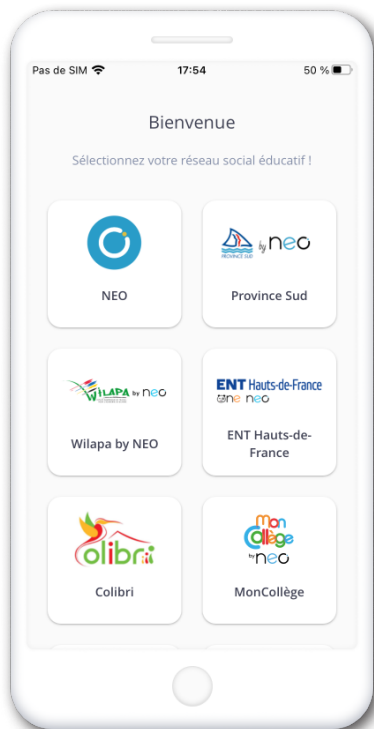 Pas de SIM 17:54 50 %
Bienvenue
Sélectionnez votre réseau social éducatif !
by neo
PROVINCE SUD
NEO
Province Sud
WILAPA by neo
ENT Hauts-de-France
one neo
Wilapa by NEO
ENT Hauts-de-
France
Colibri
Mon
Collège
by neo
Colibri
MonCollège